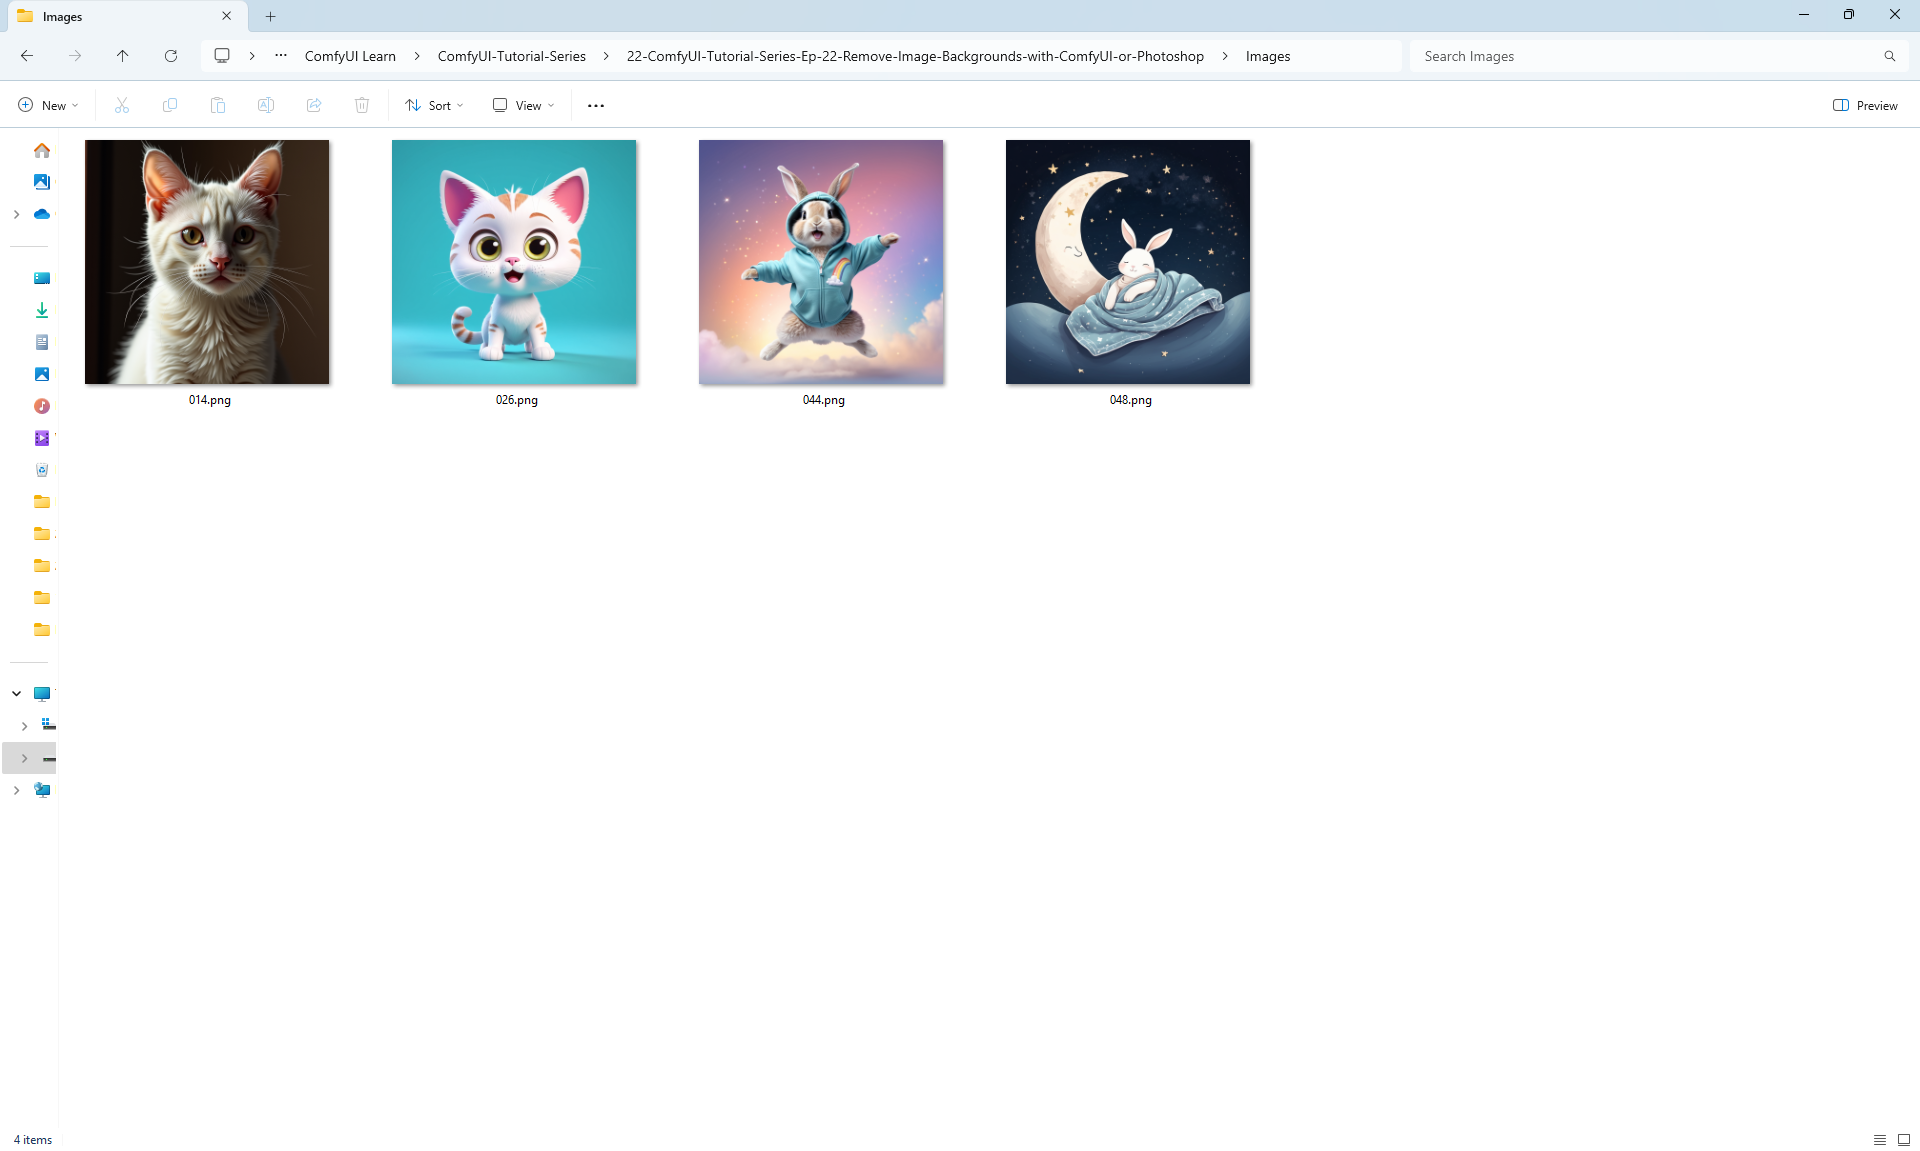 Images
ComfyUI Learn > ComfyUI-Tutorial-Series > 22-ComfyUI-Tutorial-Series-Ep-22-Remove-Image-Backgrounds-with-ComfyUI-or-Photoshop > Images
Search Images
New
Sort
View
Preview
014.png
026.png
044.png
048.png
4 items